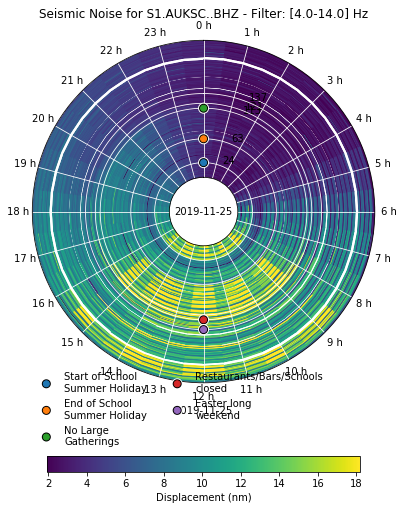 Seismic Noise for S1.AUKSC..BHZ - Filter: [4.0-14.0] Hz
0 h
23 h
1 h
22 h
2 h
21 h
3 h
20 h
4 h
19 h
5 h
18 h
2019-11-25
6 h
17 h
7 h
16 h
8 h
15 h
9 h
14 h
10 h
13 h
11 h
12 h
2019-11-25
Start of School
Summer Holiday
End of School
Summer Holiday
No Large
Gatherings
Restaurants/Bars/Schools
closed
Easter long
weekend
2 4 6 8 10 12 14 16 18
Displacement (nm)